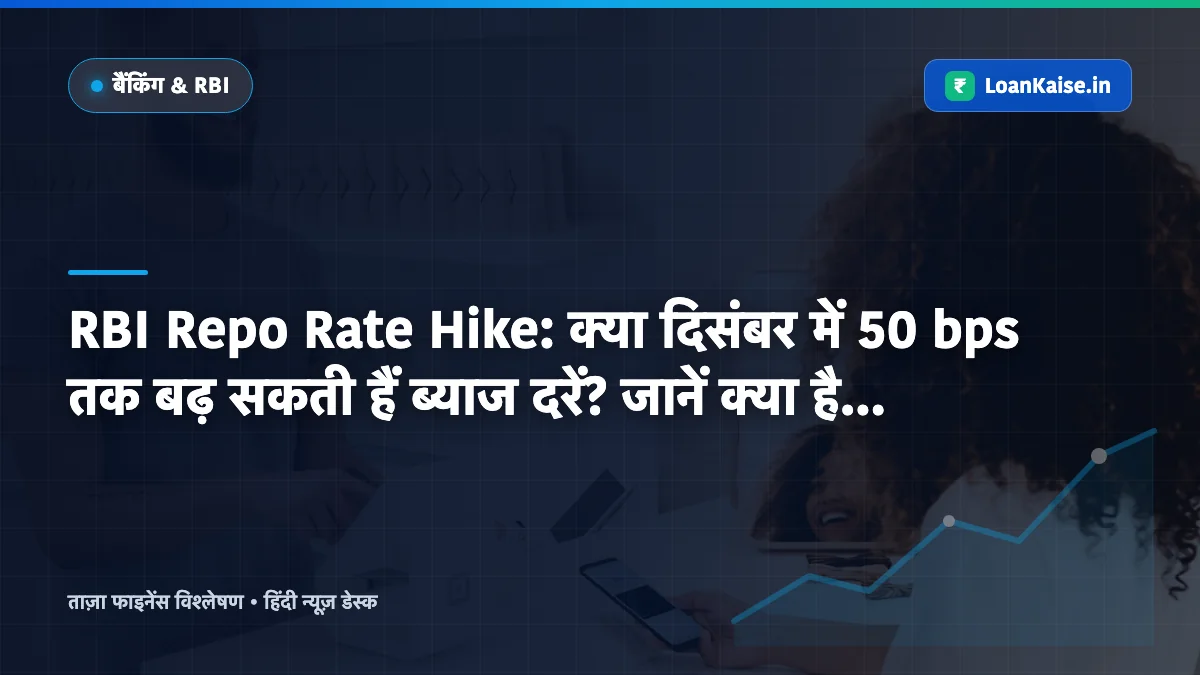 बैंकिंग & RBI
₹ LoanKaise.in
RBI Repo Rate Hike: क्या दिसंबर में 50 bps
तक बढ़ सकती हैं ब्याज दरें? जानें क्या है...
ताज़ा फाइनेंस विश्लेषण • हिंदी न्यूज़ डेस्क